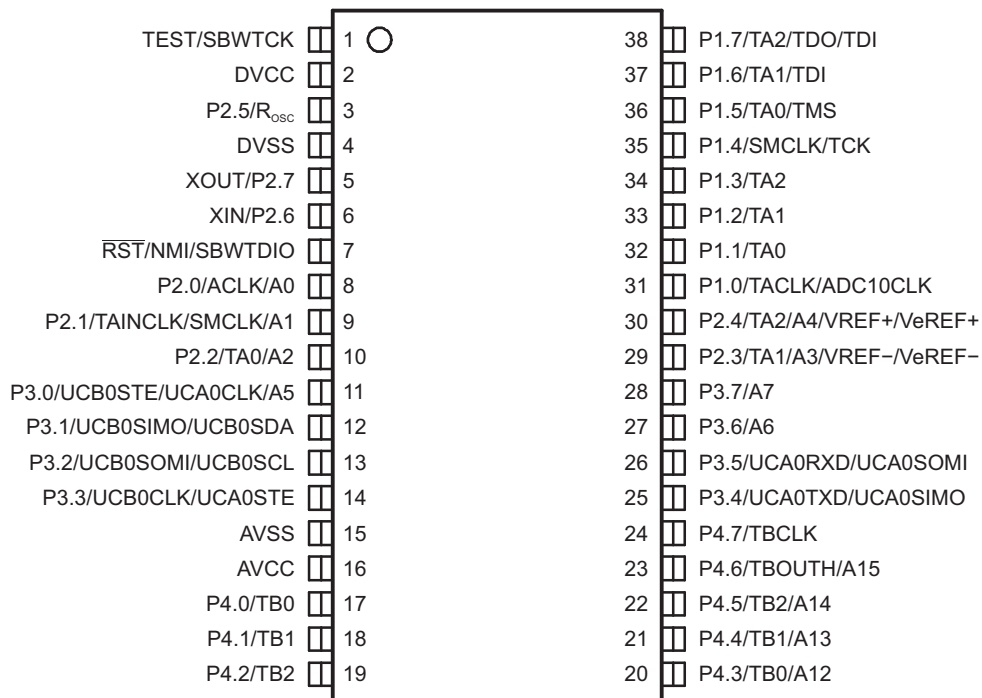 TEST/SBWTCK 1 38 P1.7/TA2/TDO/TDI
DVCC 2 37 P1.6/TA1/TDI
P2.5/ROSC 3 36 P1.5/TA0/TMS
DVSS 4 35 P1.4/SMCLK/TCK
XOUT/P2.7 5 34 P1.3/TA2
XIN/P2.6 6 33 P1.2/TA1
RST/NMI/SBWTDIO 7 32 P1.1/TA0
P2.0/ACLK/A0 8 31 P1.0/TACLK/ADC10CLK
P2.1/TAINCLK/SMCLK/A1 9 30 P2.4/TA2/A4/VREF+/VeREF+
P2.2/TA0/A2 10 29 P2.3/TA1/A3/VREF−/VeREF−
P3.0/UCB0STE/UCA0CLK/A5 11 28 P3.7/A7
P3.1/UCB0SIMO/UCB0SDA 12 27 P3.6/A6
P3.2/UCB0SOMI/UCB0SCL 13 26 P3.5/UCA0RXD/UCA0SOMI
P3.3/UCB0CLK/UCA0STE 14 25 P3.4/UCA0TXD/UCA0SIMO
AVSS 15 24 P4.7/TBCLK
AVCC 16 23 P4.6/TBOUTH/A15
P4.0/TB0 17 22 P4.5/TB2/A14
P4.1/TB1 18 21 P4.4/TB1/A13
P4.2/TB2 19 20 P4.3/TB0/A12